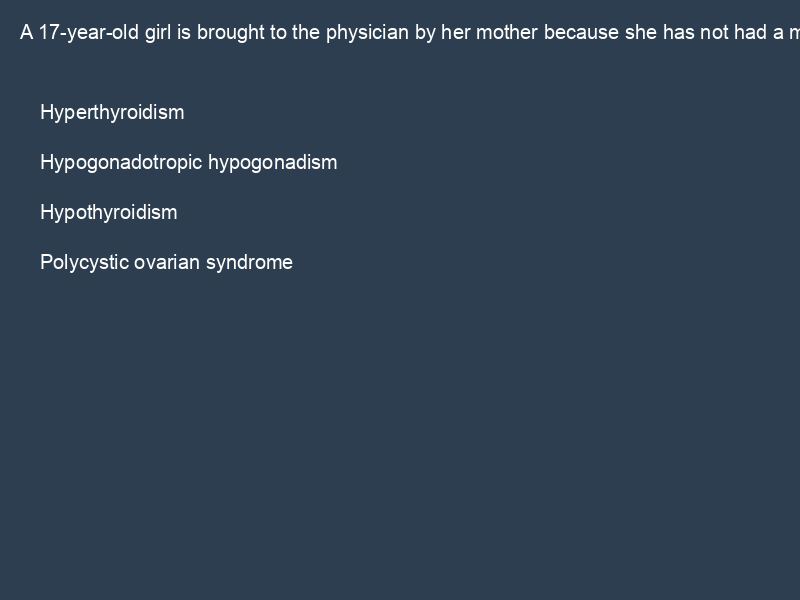 A 17-year-old girl is brought to the physician by her mother because she has not had a
Hyperthyroidism
Hypogonadotropic hypogonadism
Hypothyroidism
Polycystic ovarian syndrome